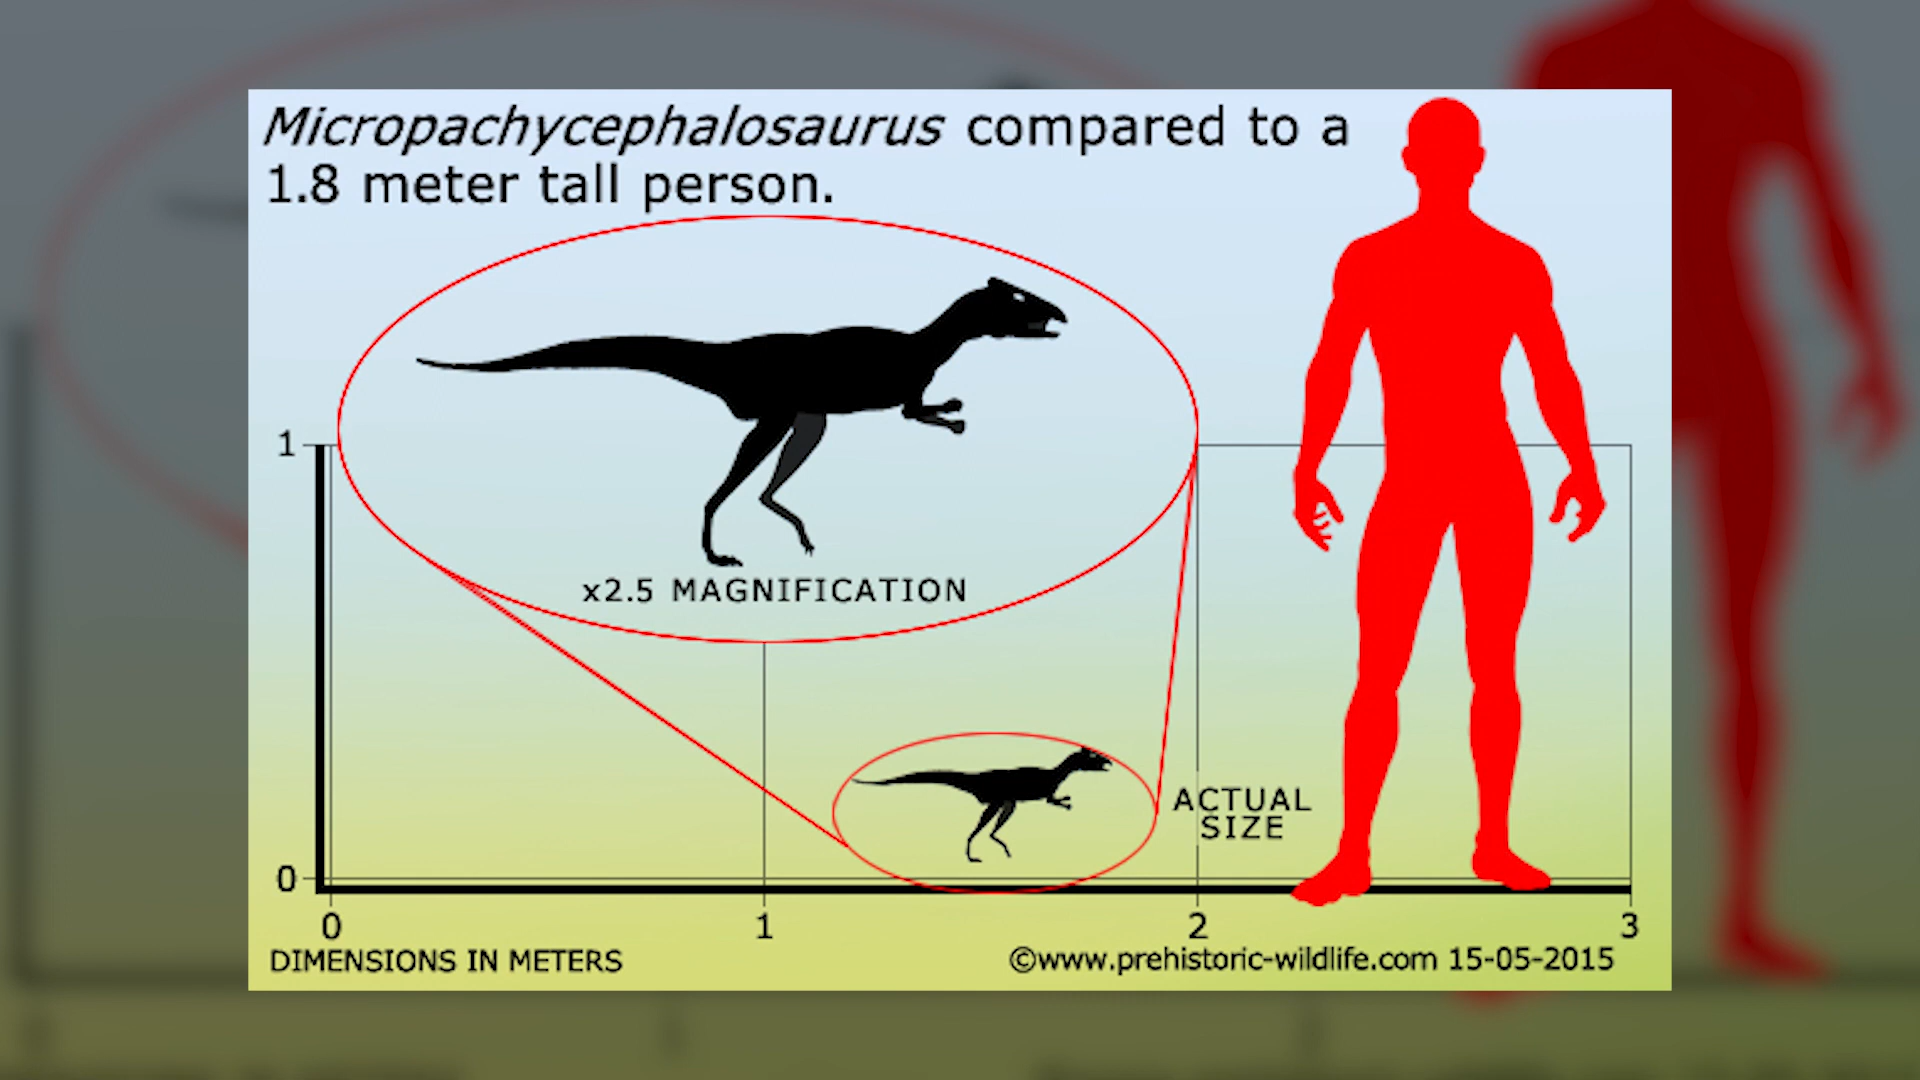 Micropachycephalosaurus compared to a
1.8 meter tall person.
x2.5 MAGNIFICATION
1
ACTUAL
SIZE
0
0 1 2 3
DIMENSIONS IN METERS
©www.prehistoric-wildlife.com 15-05-2015